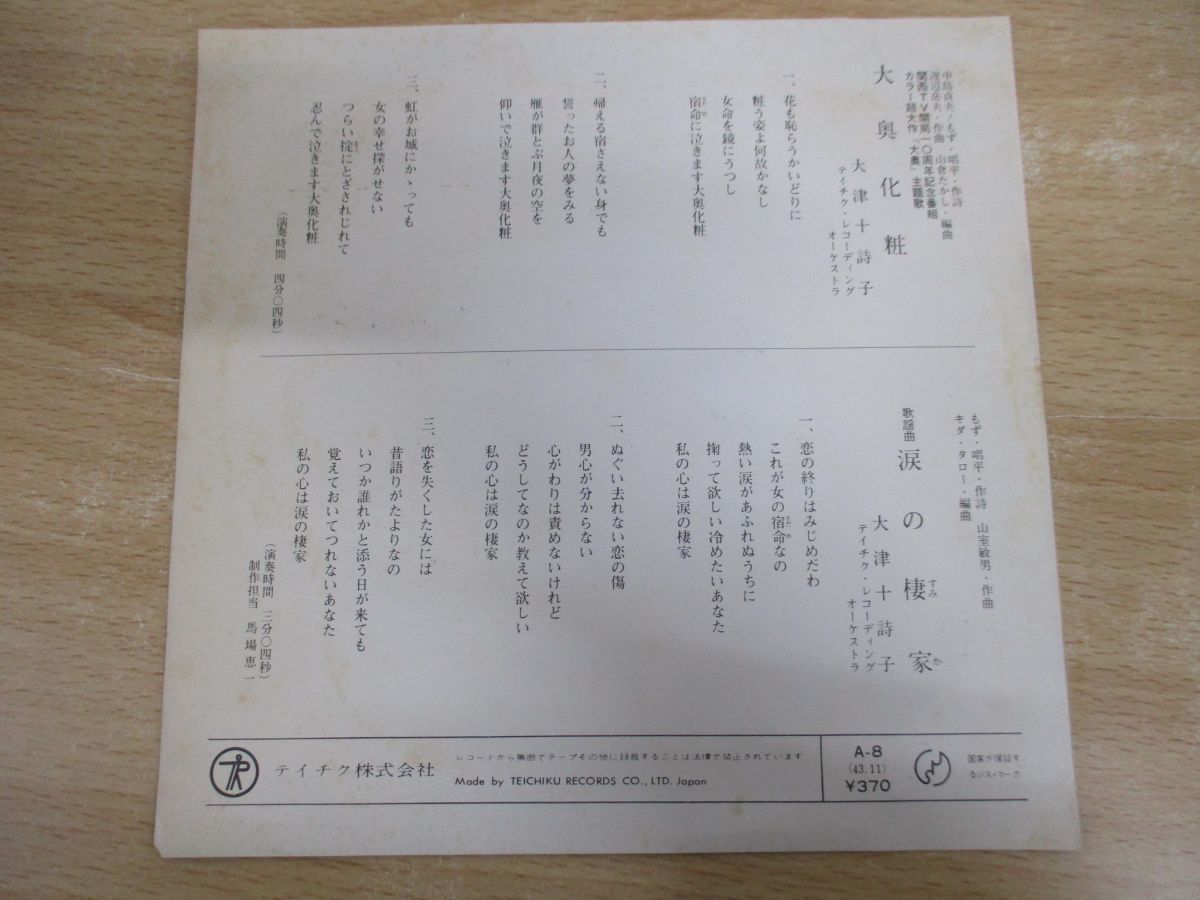 中島貞夫/もず・唱平・作詩
渡辺岳夫・作曲 山倉たかし・編曲
関西TV開局一〇周年記念番組
カラー超大作「大奥」主題歌
大奥化粧
大津十詩子
テイチク・レコーディング
オーケストラ
一、花も恥らうかいどりに
粧う姿よ何故かなし
女命を鏡にうつし
宿命に泣きます大奥化粧
二、帰える宿さえない身でも
誓ったお人の夢をみる
雁が群とぶ月夜の空を
仰いで泣きます大奥化粧
三、虹がお城にかゝっても
女の幸せ探がせない
つらい掟にとざされじれて
忍んで泣きます大奥化粧
(演奏時間 四分〇四秒)
もず・唱平・作詩 山室敏男・作曲
キダ・タロー・編曲
歌謡曲 涙の棲家
すみ か
大津十詩子
テイチク・レコーディング
オーケストラ
一、恋の終りはみじめだわ
これが女の宿命なの
熱い涙があふれぬうちに
掬って欲しい冷めたいあなた
私の心は涙の棲家
二、ぬぐい去れない恋の傷
男心が分からない
心がわりは責めないけれど
どうしてなのか教えて欲しい
私の心は涙の棲家
三、恋を失くした女には
昔語りがたよりなの
いつか誰れかと添う日が来ても
覚えておいてつれないあなた
私の心は涙の棲家
(演奏時間 三分〇四秒)
制作担当 馬場恵一
テイチク株式会社
レコードから無断でテープその他に録音することは法律で禁止されています
Made by TEICHIKU RECORDS CO., LTD. Japan
A-8
(43.11)
¥370
国家が保証す
るジス・マーク